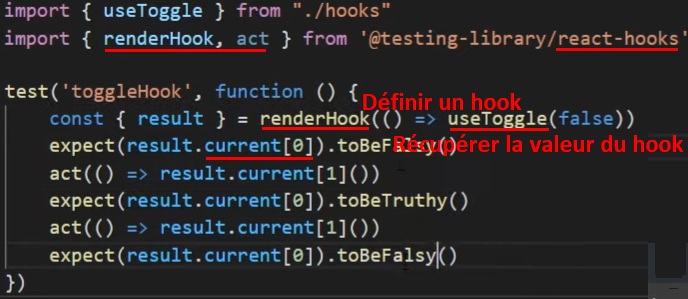 import { useToggle } from "./hooks"
import { renderHook, act } from '@testing-library/react-hooks'
test('toggleHook', function () {
Définir un hook
const { result } = renderHook(() => useToggle(false))
expect(result.current[0]).toBeFalsy()
Récupérer la valeur du hook
act(() => result.current[1]())
expect(result.current[0]).toBeTruthy()
act(() => result.current[1]())
expect(result.current[0]).toBeFalsy()
})